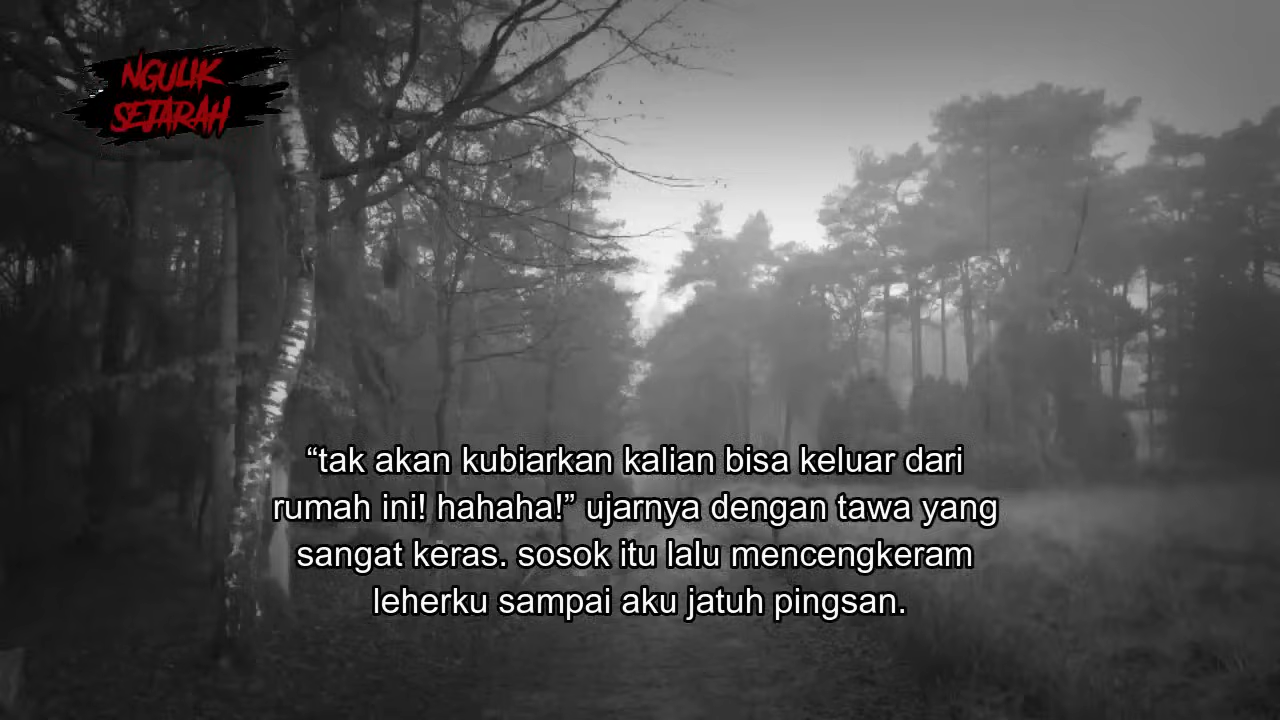 NGULIK
SEJARAH
“tak akan kubiarkan kalian bisa keluar dari
rumah ini! hahaha!” ujarnya dengan tawa yang
sangat keras. sosok itu lalu mencengkeram
leherku sampai aku jatuh pingsan.